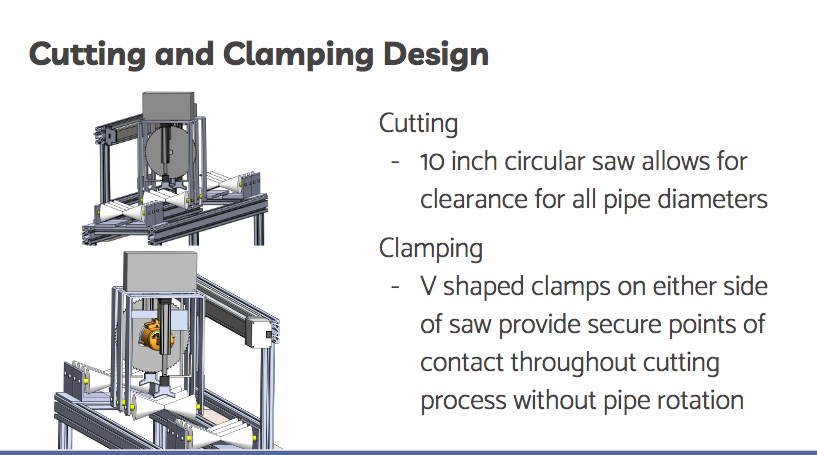 Cutting and Clamping Design
Cutting
- 10 inch circular saw allows for
clearance for all pipe diameters
Clamping
- V shaped clamps on either side
of saw provide secure points of
contact throughout cutting
process without pipe rotation